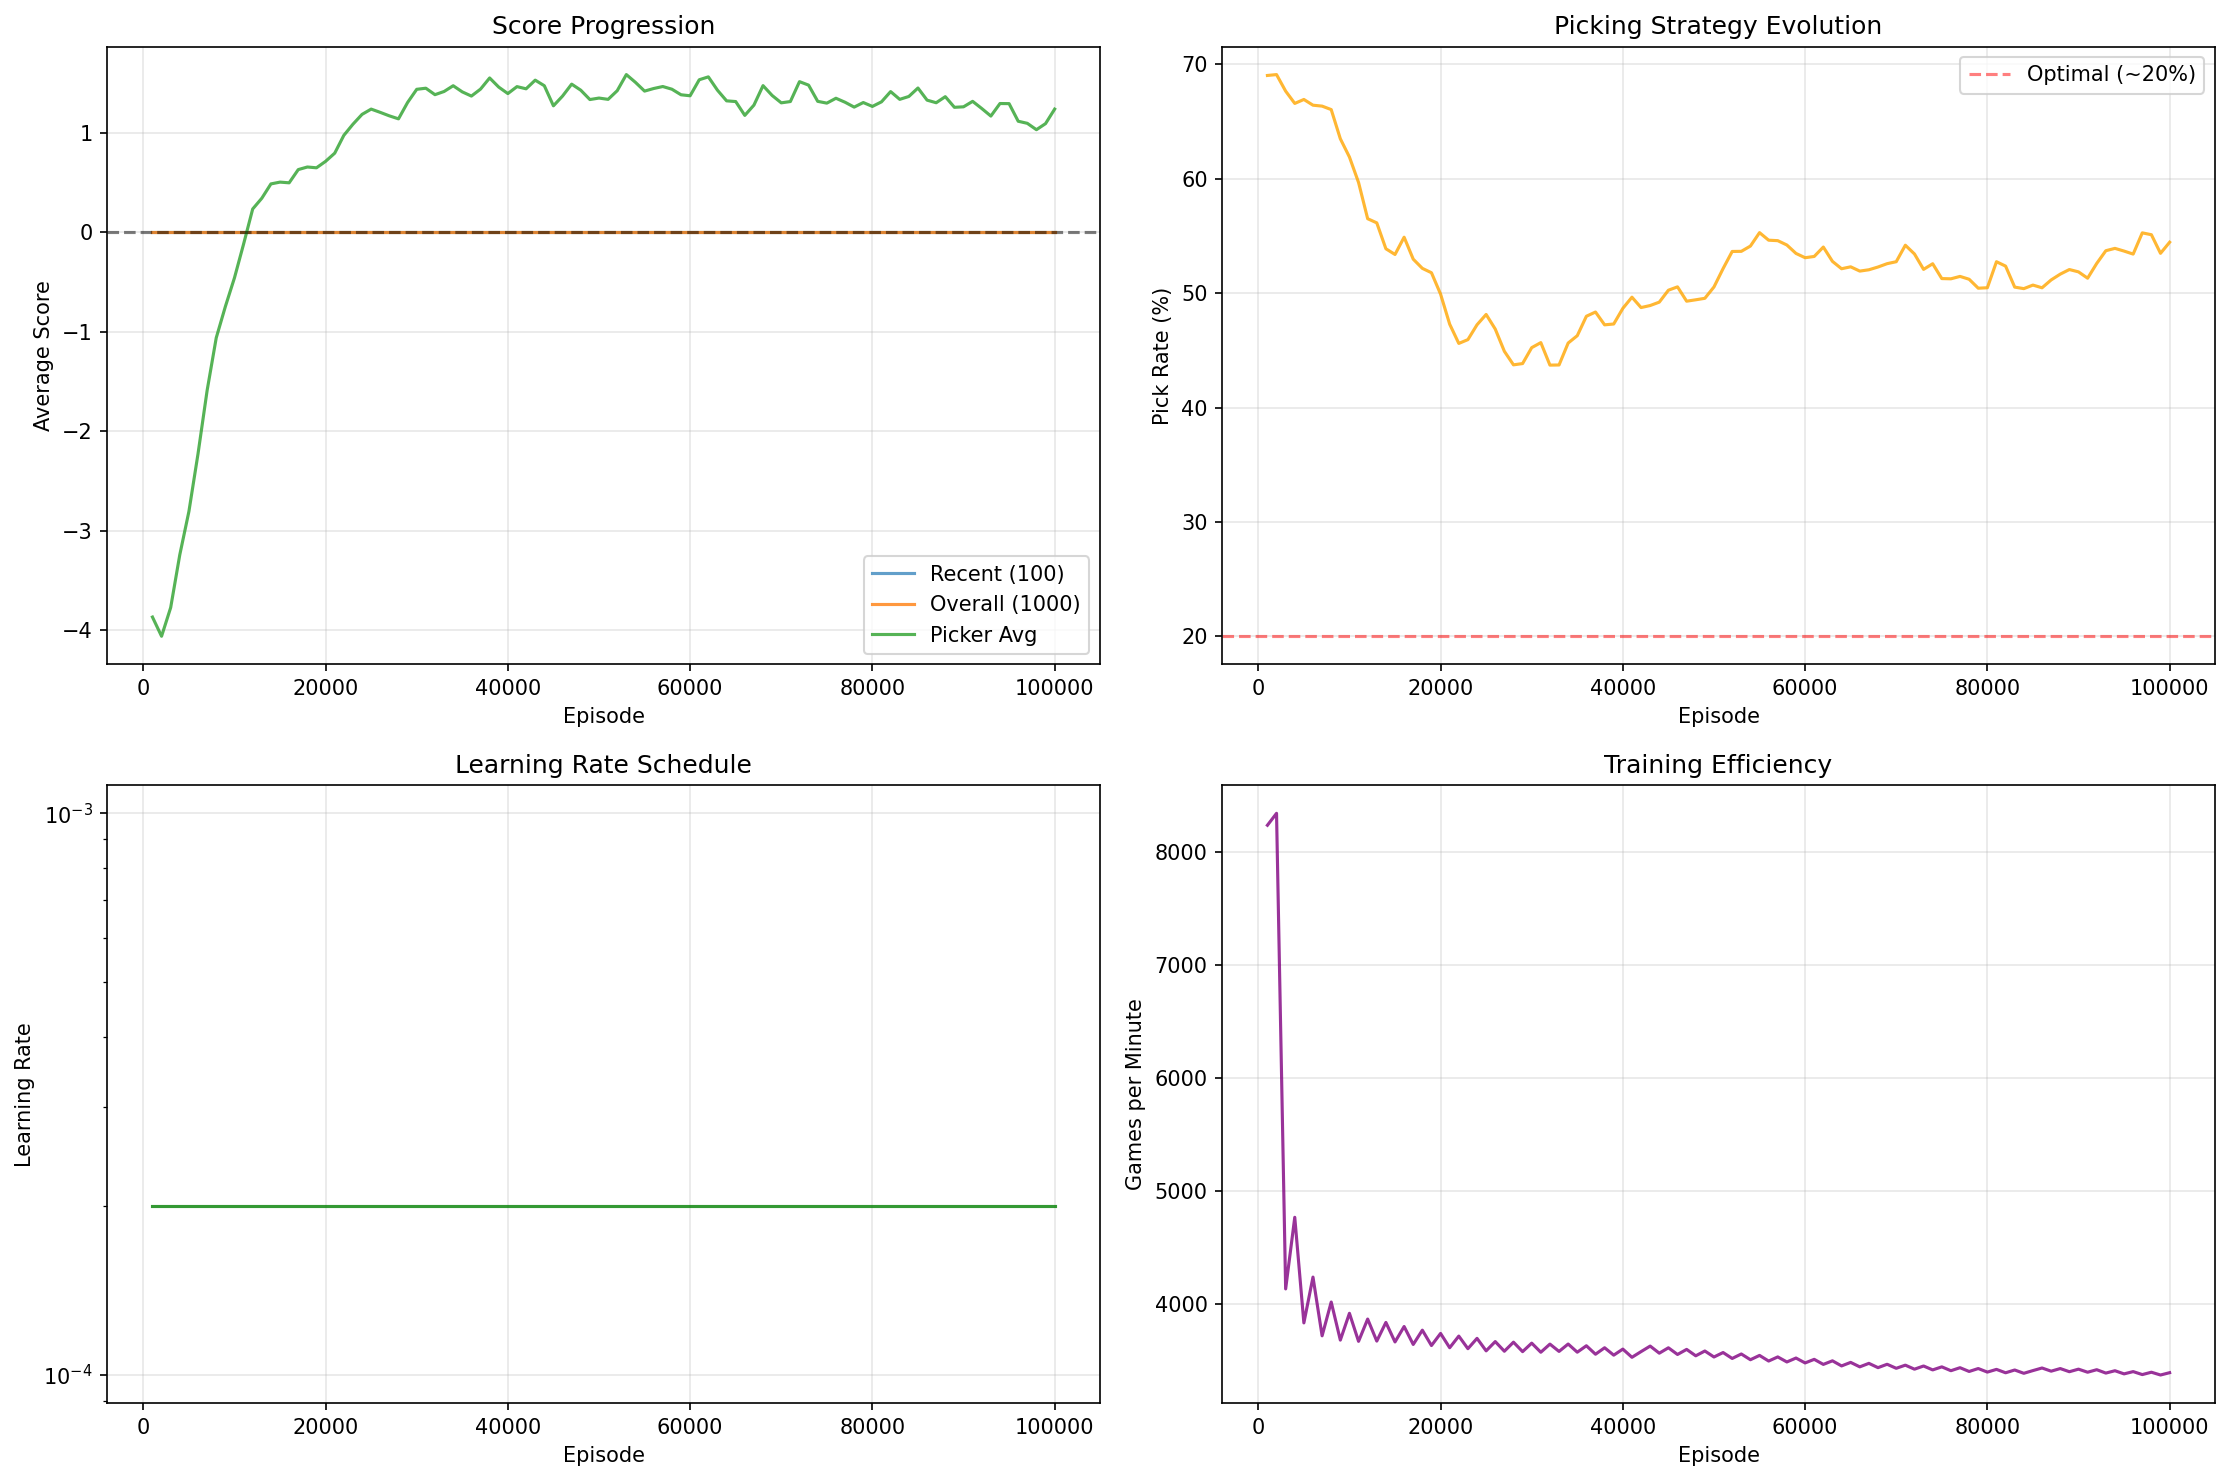 Score Progression
Average Score
1
0
−1
−2
−3
−4
Recent (100)
Overall (1000)
Picker Avg
0 20000 40000 60000 80000 100000
Episode
Picking Strategy Evolution
Pick Rate (%)
70
60
50
40
30
20
Optimal (~20%)
0 20000 40000 60000 80000 100000
Episode
Learning Rate Schedule
Learning Rate
10⁻³
10⁻⁴
0 20000 40000 60000 80000 100000
Episode
Training Efficiency
Games per Minute
8000
7000
6000
5000
4000
0 20000 40000 60000 80000 100000
Episode